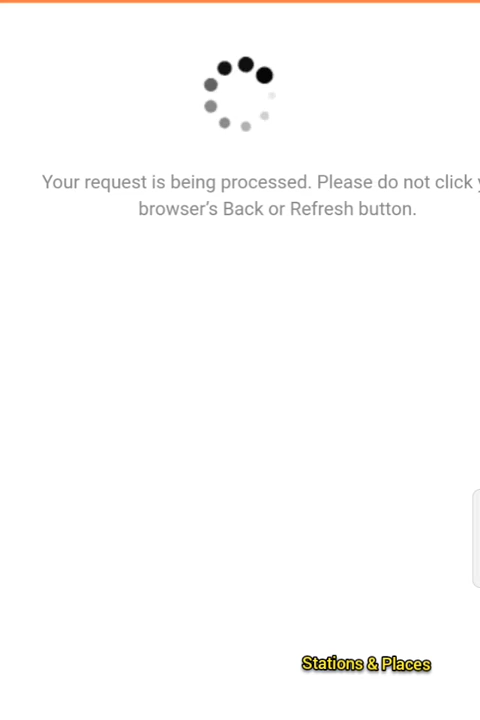 Your request is being processed. Please do not click
browser's Back or Refresh button.
Stations & Places